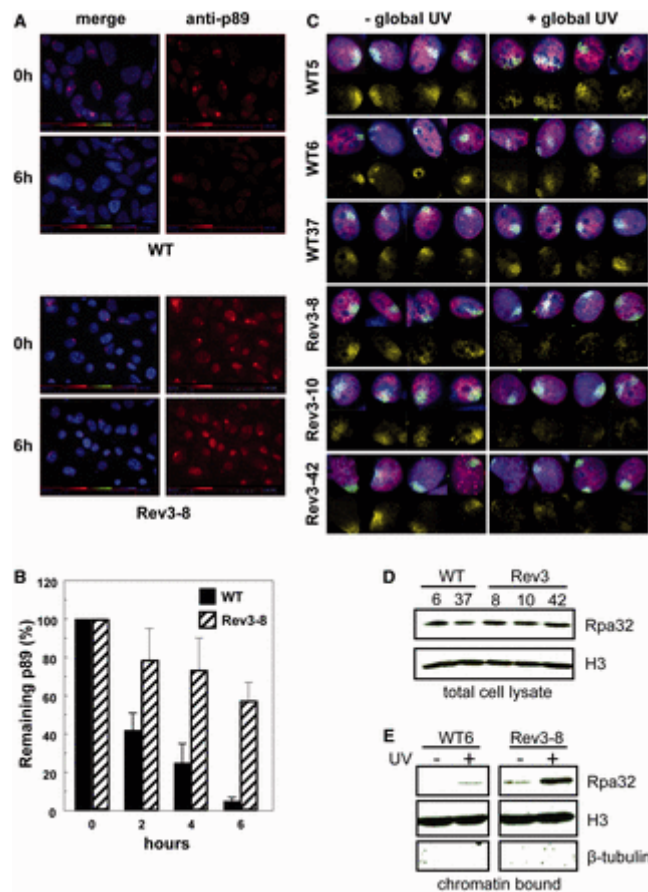 A
merge
anti-p89
0h
6h
WT
0h
6h
Rev3-8
B
Remaining p89 (%)
120
100
80
60
40
20
0
WT
Rev3-8
0 2 4 6
hours
C
- global UV
+ global UV
WT5
WT6
WT37
Rev3-8
Rev3-10
Rev3-42
D
WT Rev3
6 37 8 10 42
Rpa32
H3
total cell lysate
E
WT6 Rev3-8
UV - + - +
Rpa32
H3
β-tubulin
chromatin bound